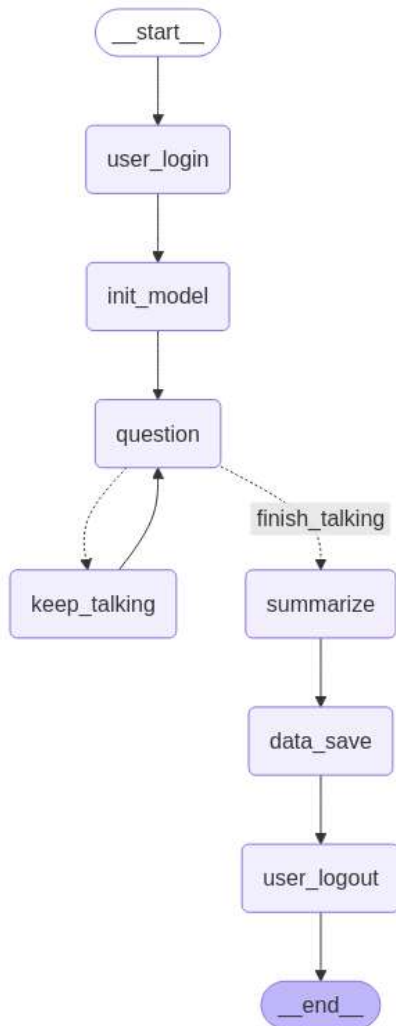 __start__
user_login
init_model
question
finish_talking
keep_talking
summarize
data_save
user_logout
__end__